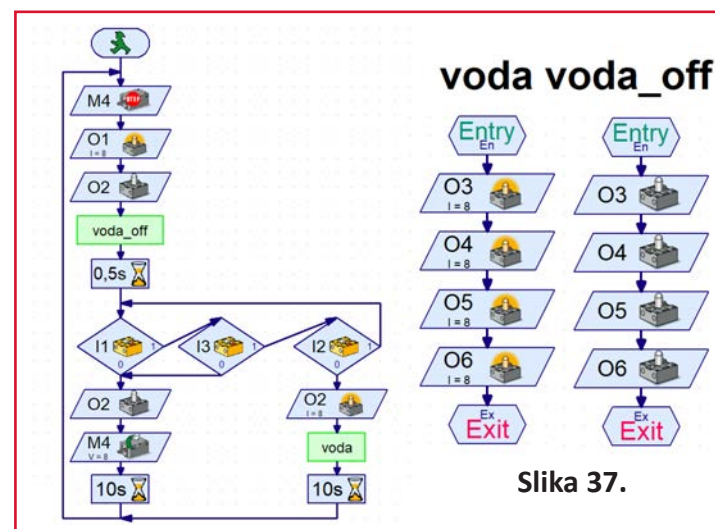 M4 STOP
O1
I = 8
O2
voda_off
0,5s
I1 1
0
I3 1
0
I2 1
0
O2
M4
V = 8
10s
O2
I = 8
voda
10s
voda voda_off
Entry
En
O3
I = 8
O4
I = 8
O5
I = 8
O6
I = 8
Ex
Exit
Entry
En
O3
O4
O5
O6
Ex
Exit
Slika 37.